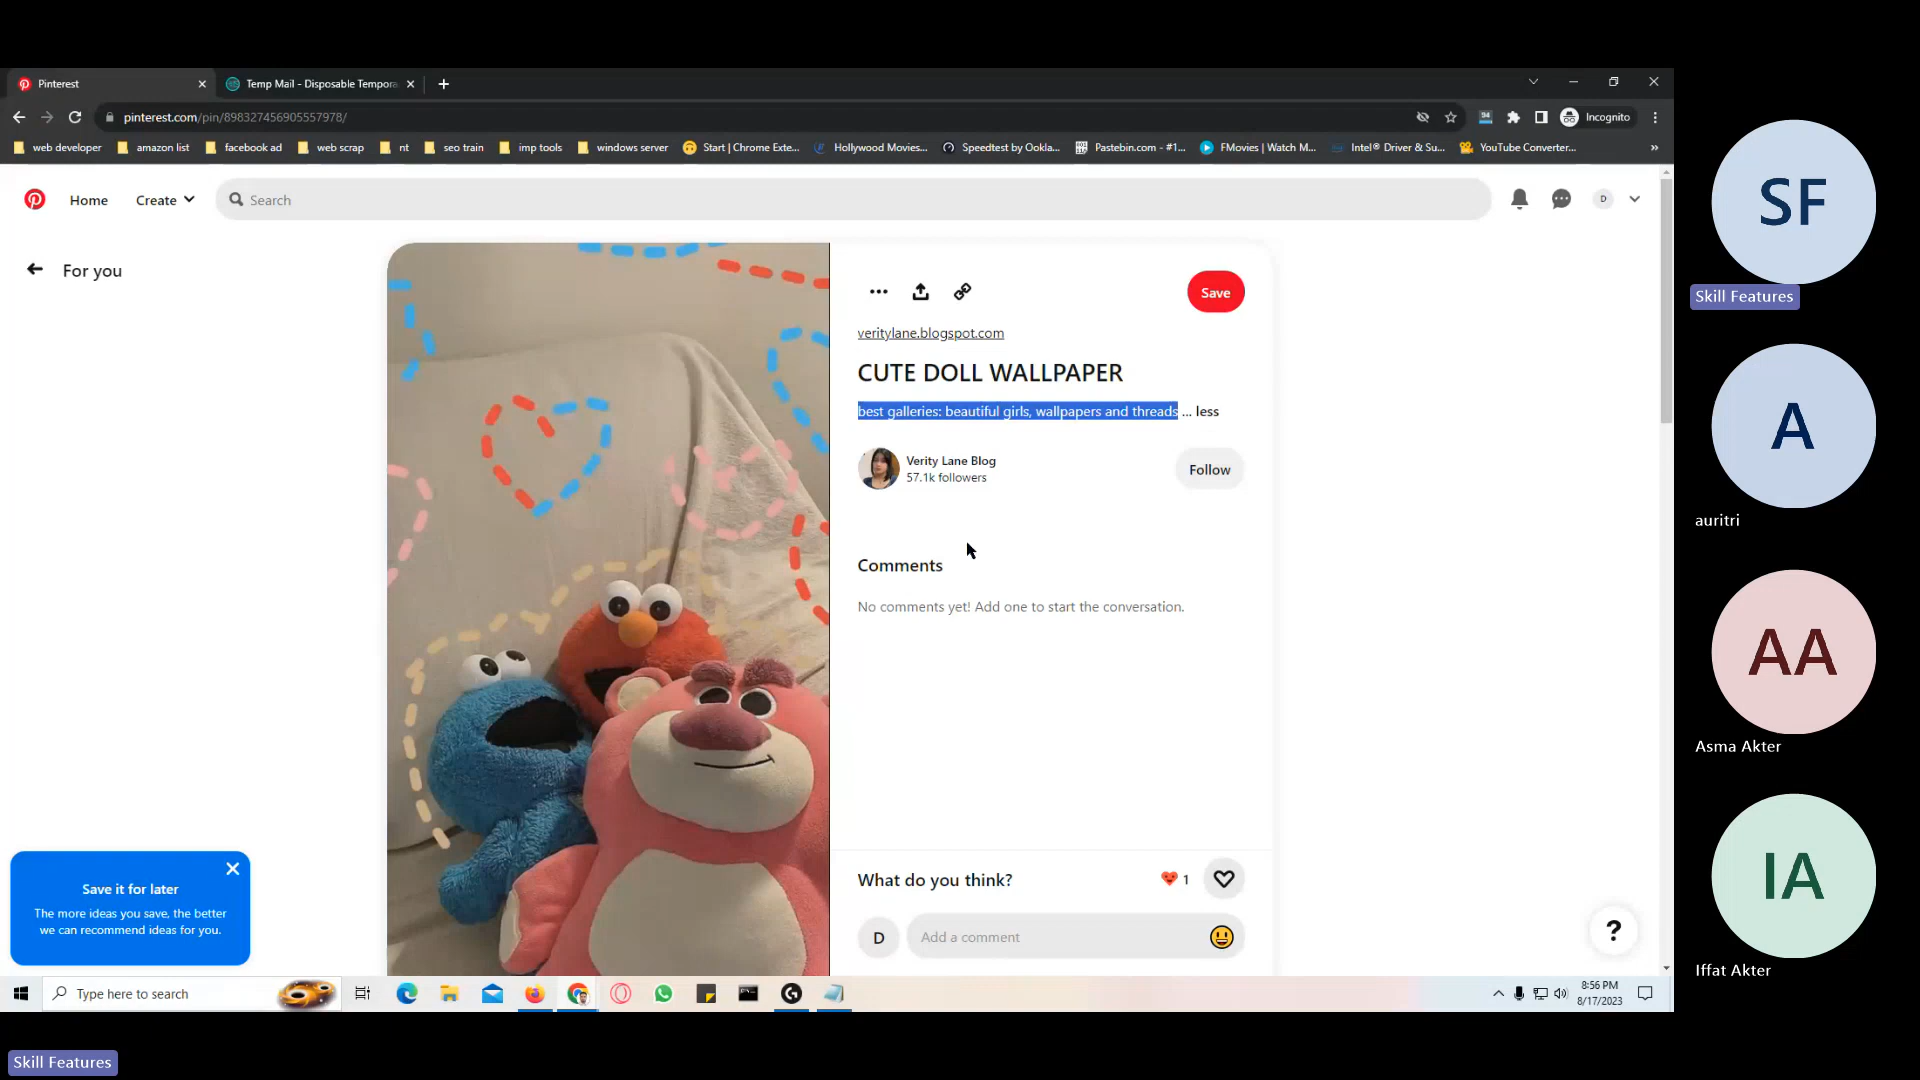 Pinterest
Temp Mail - Disposable Tempora
pinterest.com/pin/898327456905557978/
94
Incognito
web developer
amazon list
facebook ad
web scrap
nt
seo train
imp tools
windows server
Start | Chrome Exte...
Hollywood Movies...
Speedtest by Ookla...
Pastebin.com - #1...
FMovies | Watch M...
Intel® Driver & Su...
YouTube Converter...
»
Home
Create
Search
D
For you
Save
veritylane.blogspot.com
CUTE DOLL WALLPAPER
best galleries: beautiful girls, wallpapers and threads ... less
Verity Lane Blog
57.1k followers
Follow
Comments
No comments yet! Add one to start the conversation.
What do you think?
1
D
Add a comment
Save it for later
The more ideas you save, the better
we can recommend ideas for you.
?
Type here to search
8:56 PM
8/17/2023
SF
Skill Features
A
auritri
AA
Asma Akter
IA
Iffat Akter
Skill Features